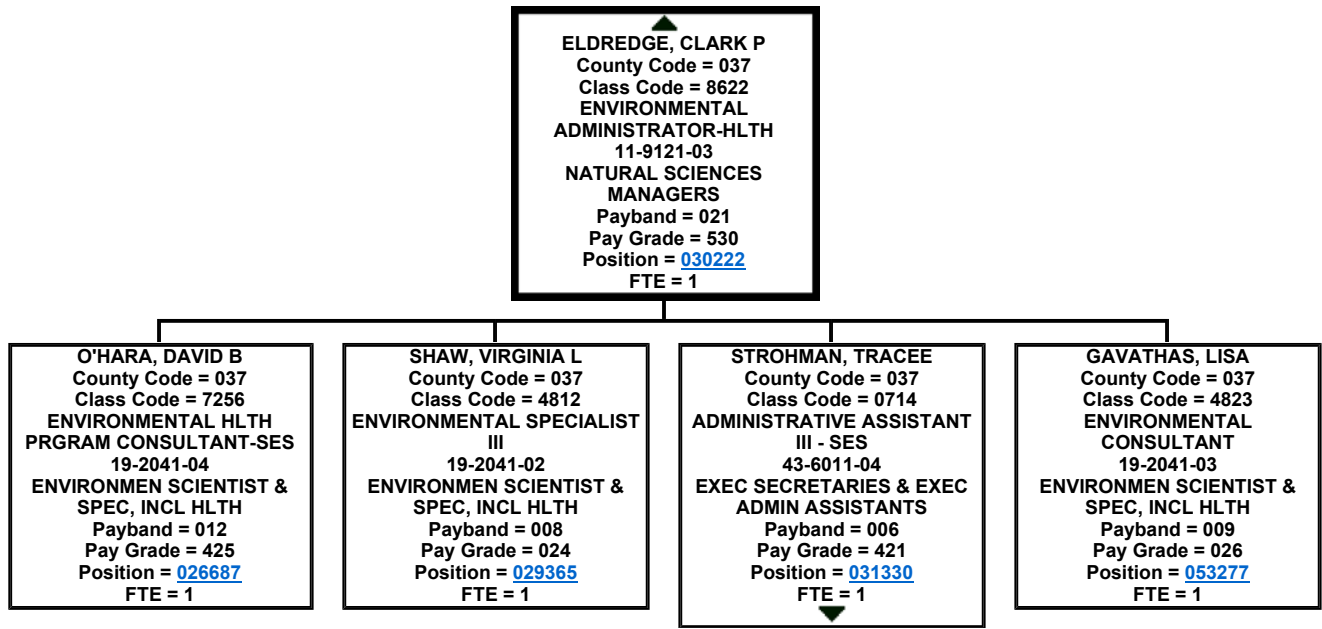 ELDREDGE, CLARK P
County Code = 037
Class Code = 8622
ENVIRONMENTAL
ADMINISTRATOR-HLTH
11-9121-03
NATURAL SCIENCES
MANAGERS
Payband = 021
Pay Grade = 530
Position = 030222
FTE = 1
O'HARA, DAVID B
County Code = 037
Class Code = 7256
ENVIRONMENTAL HLTH
PRGRAM CONSULTANT-SES
19-2041-04
ENVIRONMEN SCIENTIST &
SPEC, INCL HLTH
Payband = 012
Pay Grade = 425
Position = 026687
FTE = 1
SHAW, VIRGINIA L
County Code = 037
Class Code = 4812
ENVIRONMENTAL SPECIALIST
III
19-2041-02
ENVIRONMEN SCIENTIST &
SPEC, INCL HLTH
Payband = 008
Pay Grade = 024
Position = 029365
FTE = 1
STROHMAN, TRACEE
County Code = 037
Class Code = 0714
ADMINISTRATIVE ASSISTANT
III - SES
43-6011-04
EXEC SECRETARIES & EXEC
ADMIN ASSISTANTS
Payband = 006
Pay Grade = 421
Position = 031330
FTE = 1
GAVATHAS, LISA
County Code = 037
Class Code = 4823
ENVIRONMENTAL
CONSULTANT
19-2041-03
ENVIRONMEN SCIENTIST &
SPEC, INCL HLTH
Payband = 009
Pay Grade = 026
Position = 053277
FTE = 1